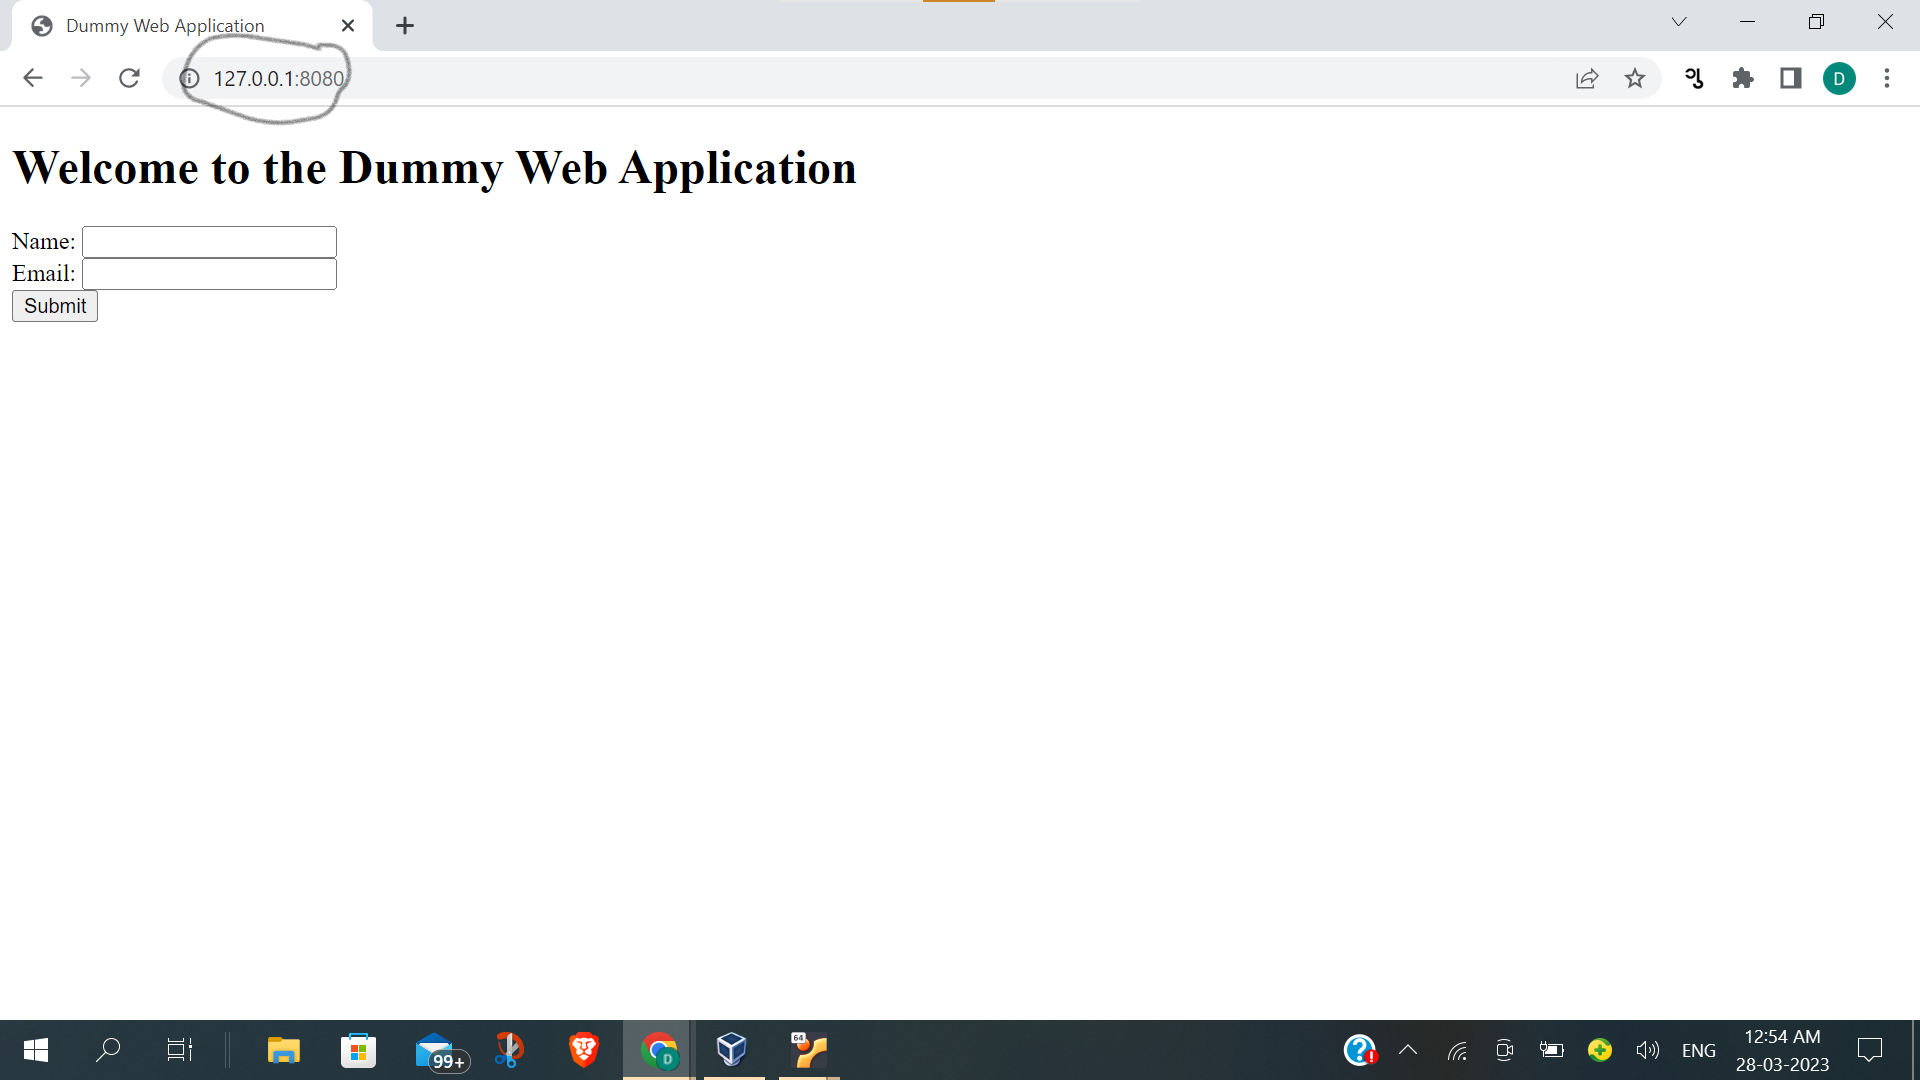 Dummy Web Application
127.0.0.1:8080
D
Welcome to the Dummy Web Application
Name:
Email:
Submit
99+
D
64
ENG
12:54 AM
28-03-2023